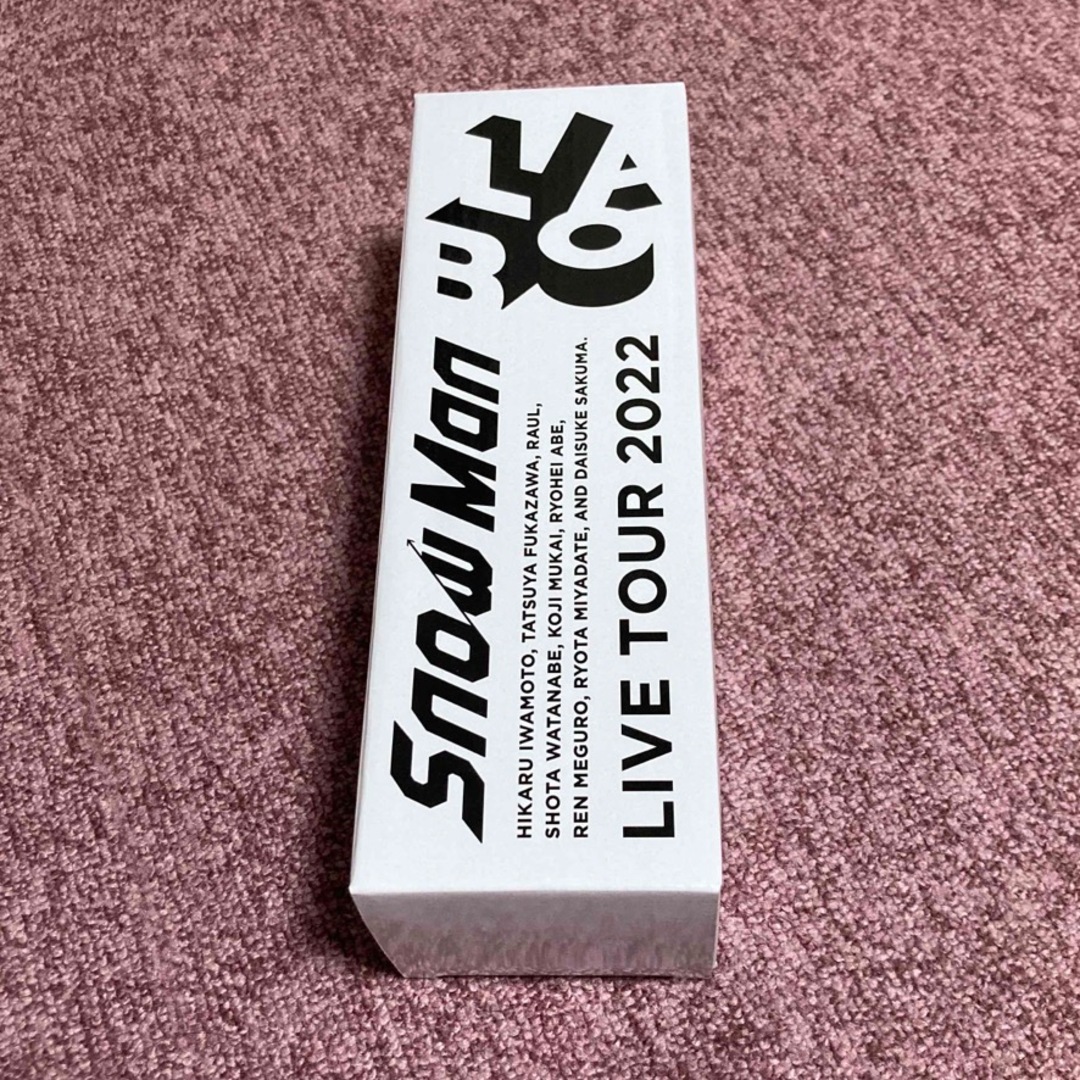 Snow Man
HIKARU IWAMOTO, TATSUYA FUKAZAWA, RAUL,
SHOTA WATANABE, KOJI MUKAI, RYOHEI ABE,
REN MEGURO, RYOTA MIYADATE, AND DAISUKE SAKUMA.
LIVE TOUR 2022